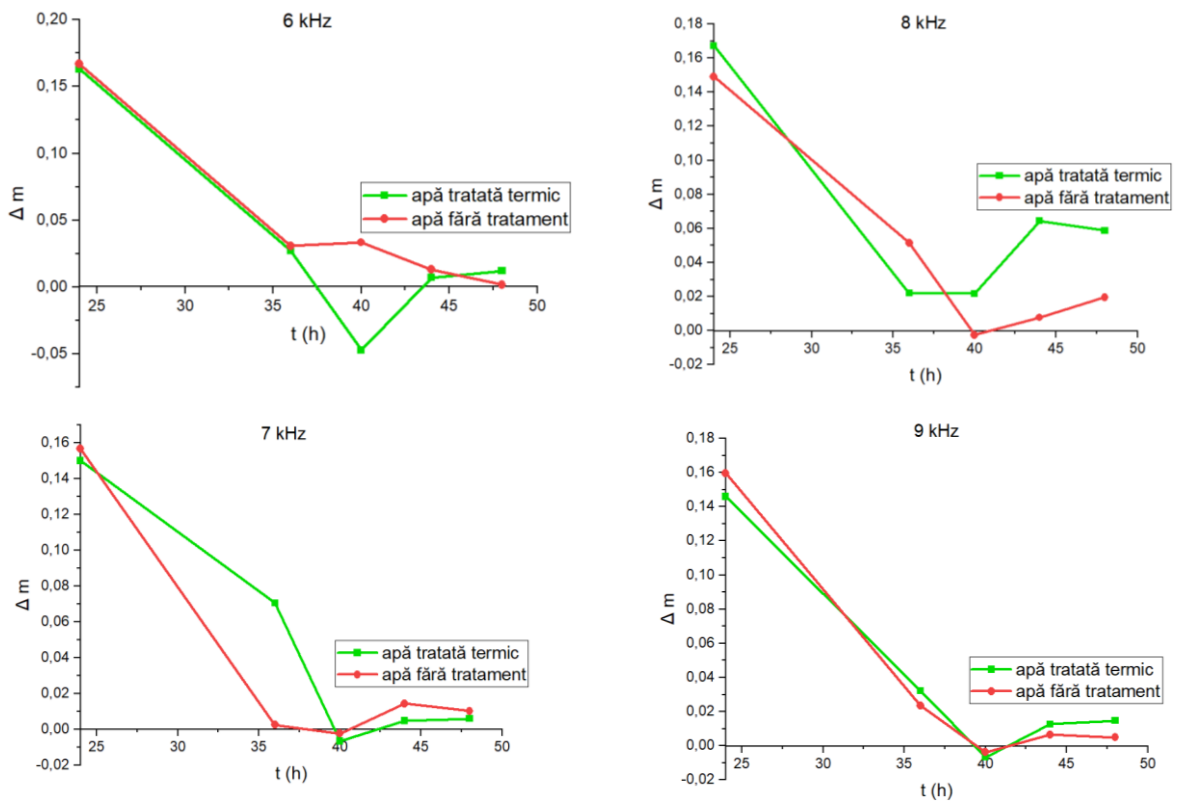 6 kHz
0,20
0,15
0,10
0,05
0,00
-0,05
Δ m
25 30 35 40 45 50
t (h)
apă tratată termic
apă fără tratament
8 kHz
0,18
0,16
0,14
0,12
0,10
0,08
0,06
0,04
0,02
0,00
-0,02
Δ m
25 30 35 40 45 50
t (h)
apă tratată termic
apă fără tratament
7 kHz
0,16
0,14
0,12
0,10
0,08
0,06
0,04
0,02
0,00
-0,02
Δ m
25 30 35 40 45 50
t (h)
apă tratată termic
apă fără tratament
9 kHz
0,18
0,16
0,14
0,12
0,10
0,08
0,06
0,04
0,02
0,00
-0,02
Δ m
25 30 35 40 45 50
t (h)
apă tratată termic
apă fără tratament